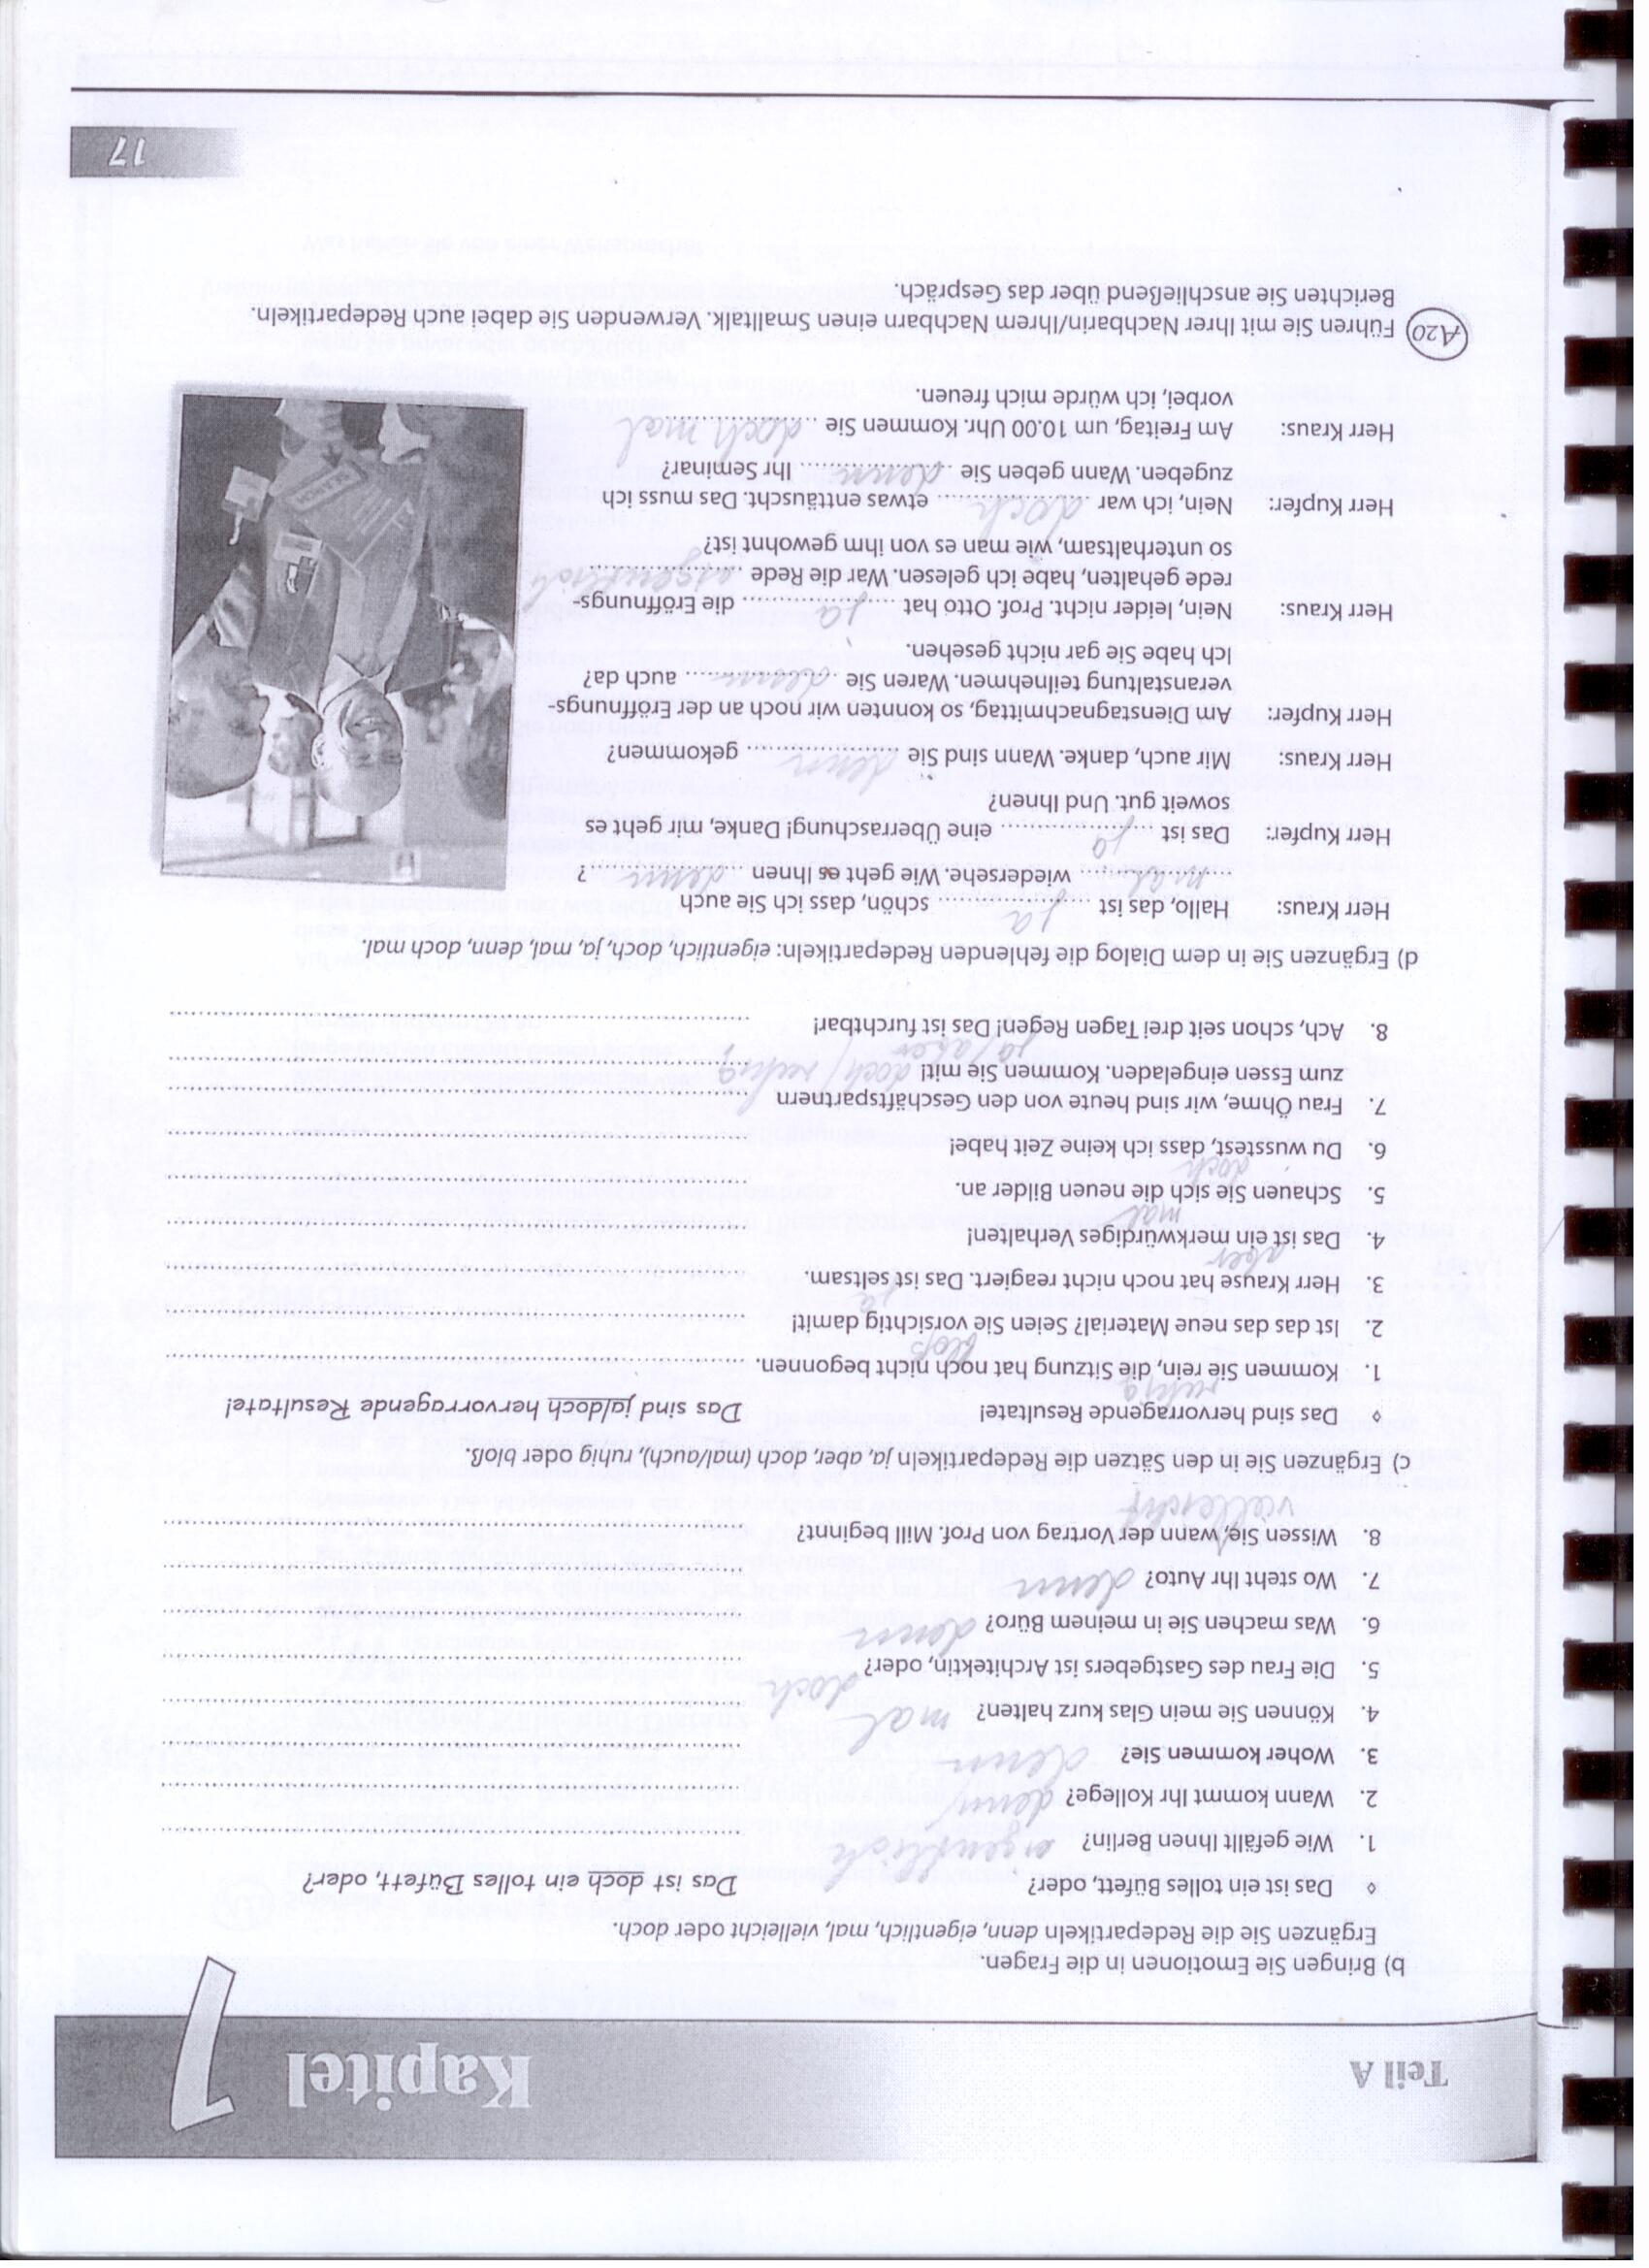 Teil A
Kapitel 1
b) Bringen Sie Emotionen in die Fragen.
Ergänzen Sie die Redepartikeln denn, eigentlich, mal, vielleicht oder doch.
◊ Das ist ein tolles Büfett, oder? Das ist doch ein tolles Büfett, oder?
1. Wie gefällt Ihnen Berlin? eigentlich
2. Wann kommt Ihr Kollege? denn
3. Woher kommen Sie? denn
4. Können Sie mein Glas kurz halten? mal
doch
5. Die Frau des Gastgebers ist Architektin, oder?
6. Was machen Sie in meinem Büro? denn
7. Wo steht Ihr Auto? denn
8. Wissen Sie, wann der Vortrag von Prof. Mill beginnt?
vielleicht
c) Ergänzen Sie in den Sätzen die Redepartikeln ja, aber, doch (mal/auch), ruhig oder bloß.
◊ Das sind hervorragende Resultate! Das sind ja/doch hervorragende Resultate!
ruhig
1. Kommen Sie rein, die Sitzung hat noch nicht begonnen.
bloß
2. Ist das das neue Material? Seien Sie vorsichtig damit!
ja
3. Herr Krause hat noch nicht reagiert. Das ist seltsam.
aber
4. Das ist ein merkwürdiges Verhalten!
mal
5. Schauen Sie sich die neuen Bilder an.
doch
6. Du wusstest, dass ich keine Zeit habe!
7. Frau Öhme, wir sind heute von den Geschäftspartnern
zum Essen eingeladen. Kommen Sie mit! doch / ruhig
ja / aber
8. Ach, schon seit drei Tagen Regen! Das ist furchtbar!
d) Ergänzen Sie in dem Dialog die fehlenden Redepartikeln: eigentlich, doch, ja, mal, denn, doch mal.
Herr Kraus: Hallo, das ist ja schön, dass ich Sie auch
mal wiedersehe. Wie geht es Ihnen denn ?
Herr Kupfer: Das ist ja eine Überraschung! Danke, mir geht es
soweit gut. Und Ihnen?
Herr Kraus: Mir auch, danke. Wann sind Sie denn gekommen?
Herr Kupfer: Am Dienstagnachmittag, so konnten wir noch an der Eröffnungs-
veranstaltung teilnehmen. Waren Sie denn auch da?
Ich habe Sie gar nicht gesehen.
Herr Kraus: Nein, leider nicht. Prof. Otto hat ja die Eröffnungs-
rede gehalten, habe ich gelesen. War die Rede eigentlich
so unterhaltsam, wie man es von ihm gewohnt ist?
Herr Kupfer: Nein, ich war doch etwas enttäuscht. Das muss ich
zugeben. Wann geben Sie denn Ihr Seminar?
Herr Kraus: Am Freitag, um 10.00 Uhr. Kommen Sie doch mal
vorbei, ich würde mich freuen.
A20 Führen Sie mit Ihrer Nachbarin/Ihrem Nachbarn einen Smalltalk. Verwenden Sie dabei auch Redepartikeln.
Berichten Sie anschließend über das Gespräch.
17